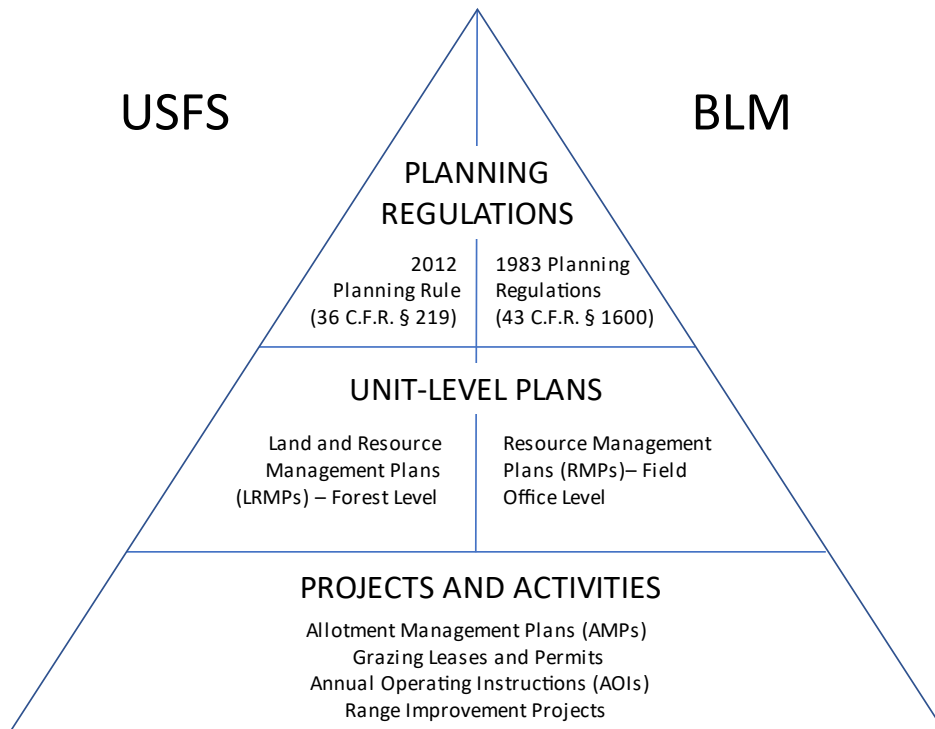 USFS
BLM
PLANNING
REGULATIONS
2012
Planning Rule
(36 C.F.R. § 219)
1983 Planning
Regulations
(43 C.F.R. § 1600)
UNIT-LEVEL PLANS
Land and Resource
Management Plans
(LRMPs) – Forest Level
Resource Management
Plans (RMPs)– Field
Office Level
PROJECTS AND ACTIVITIES
Allotment Management Plans (AMPs)
Grazing Leases and Permits
Annual Operating Instructions (AOIs)
Range Improvement Projects